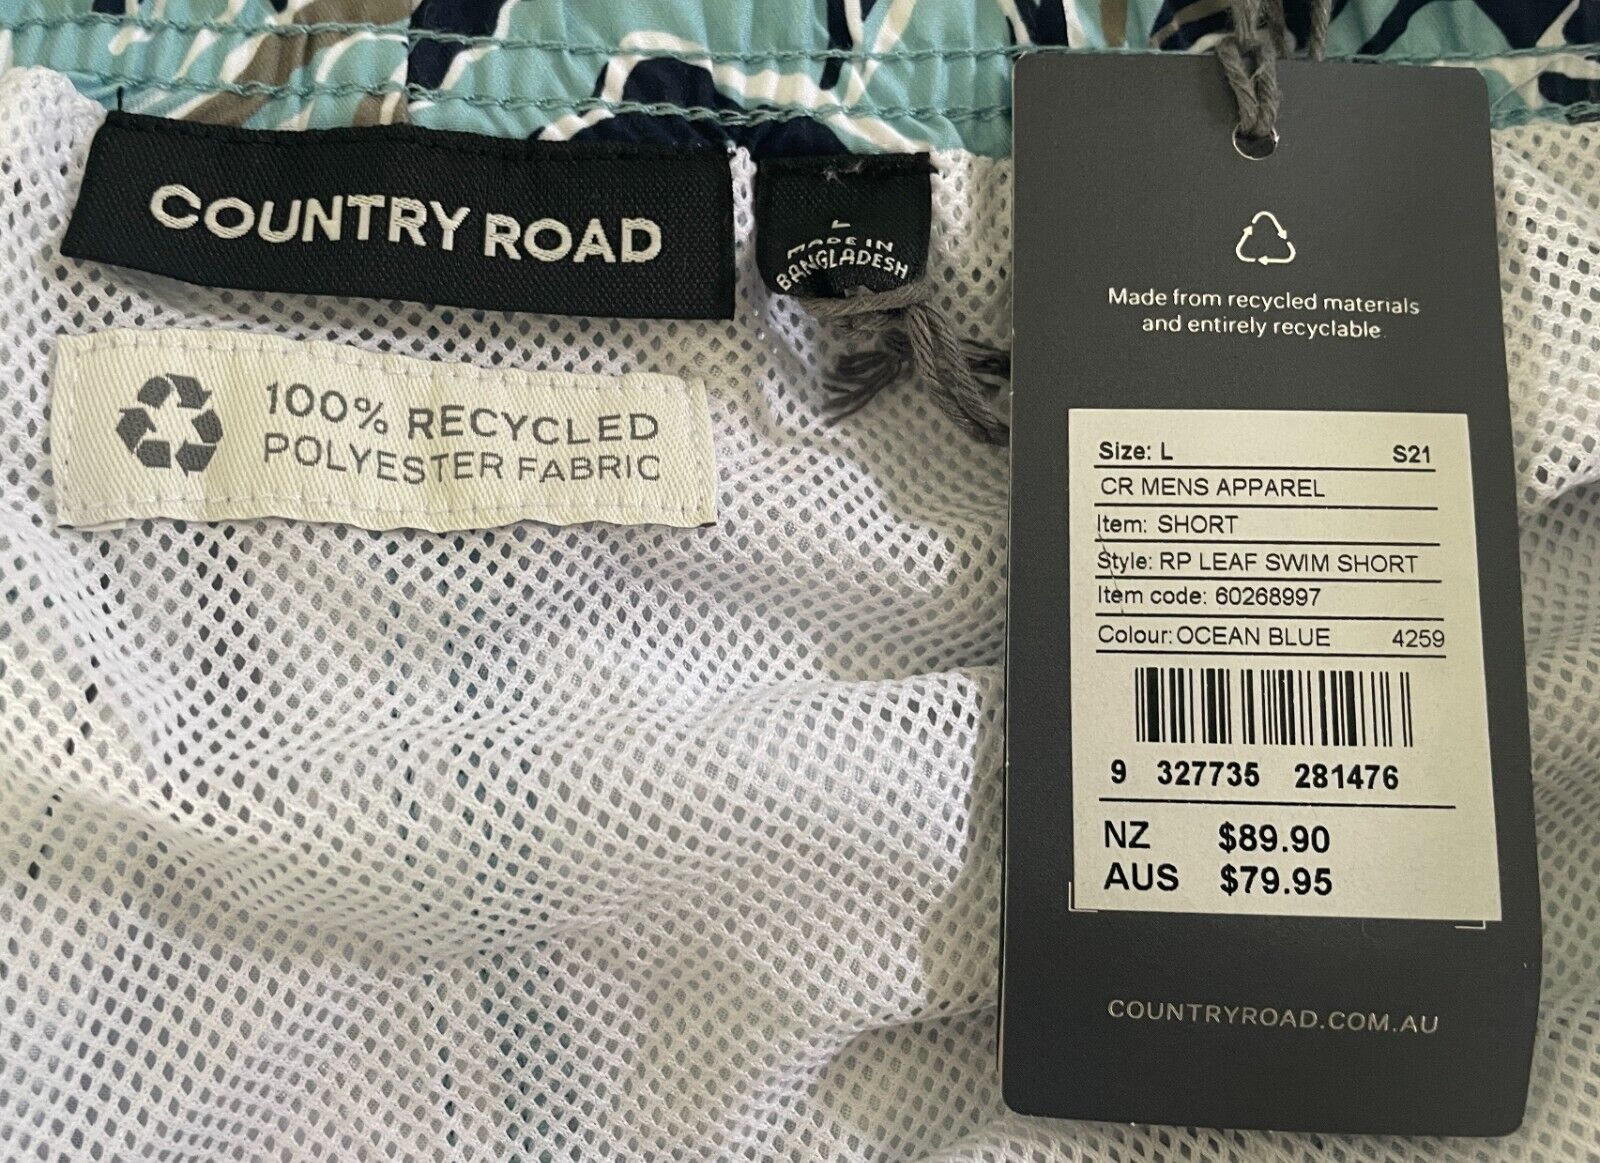 COUNTRY ROAD
L
MADE IN
BANGLADESH
100% RECYCLED
POLYESTER FABRIC
Made from recycled materials
and entirely recyclable.
Size: L S21
CR MENS APPAREL
Item: SHORT
Style: RP LEAF SWIM SHORT
Item code: 60268997
Colour: OCEAN BLUE 4259
9 327735 281476
NZ $89.90
AUS $79.95
COUNTRYROAD.COM.AU